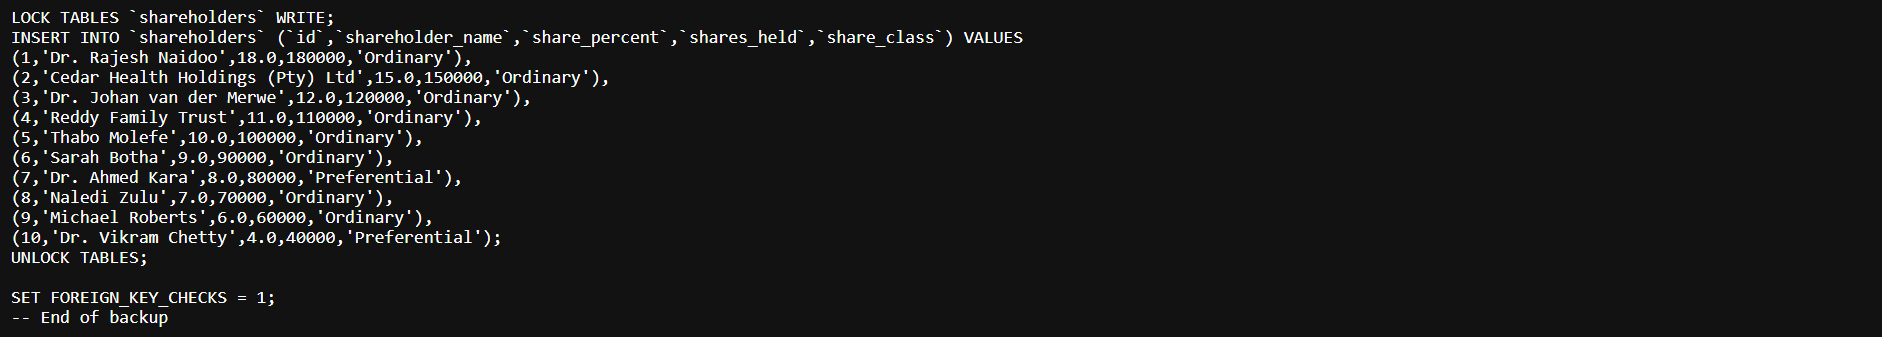 LOCK TABLES `shareholders` WRITE;
INSERT INTO `shareholders` (`id`,`shareholder_name`,`share_percent`,`shares_held`,`share_class`) VALUES
(1,'Dr. Rajesh Naidoo',18.0,180000,'Ordinary'),
(2,'Cedar Health Holdings (Pty) Ltd',15.0,150000,'Ordinary'),
(3,'Dr. Johan van der Merwe',12.0,120000,'Ordinary'),
(4,'Reddy Family Trust',11.0,110000,'Ordinary'),
(5,'Thabo Molefe',10.0,100000,'Ordinary'),
(6,'Sarah Botha',9.0,90000,'Ordinary'),
(7,'Dr. Ahmed Kara',8.0,80000,'Preferential'),
(8,'Naledi Zulu',7.0,70000,'Ordinary'),
(9,'Michael Roberts',6.0,60000,'Ordinary'),
(10,'Dr. Vikram Chetty',4.0,40000,'Preferential');
UNLOCK TABLES;
SET FOREIGN_KEY_CHECKS = 1;
-- End of backup